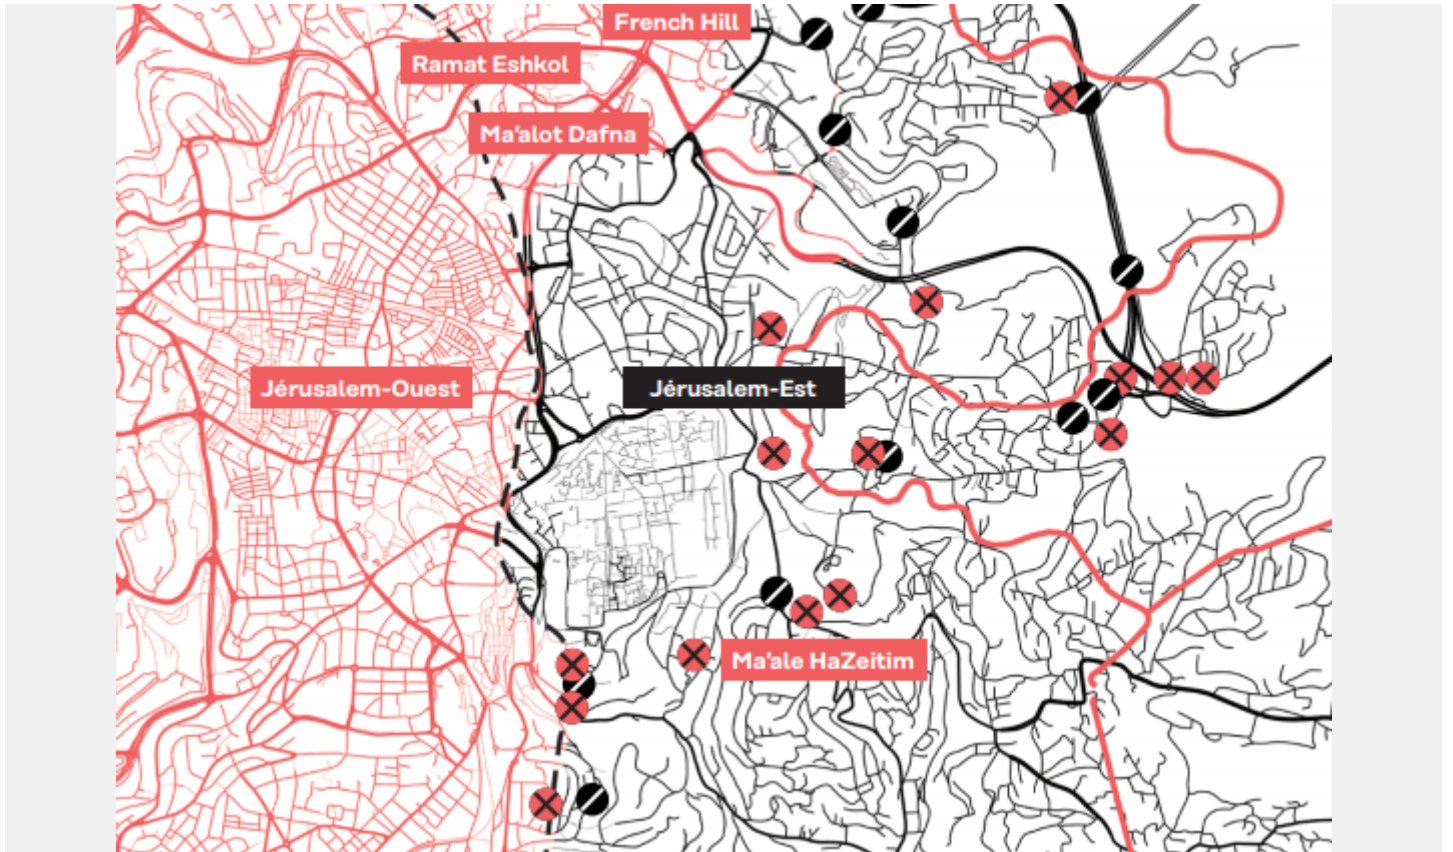 French Hill
Ramat Eshkol
Ma'alot Dafna
Jérusalem-Ouest
Jérusalem-Est
Ma'ale HaZeitim